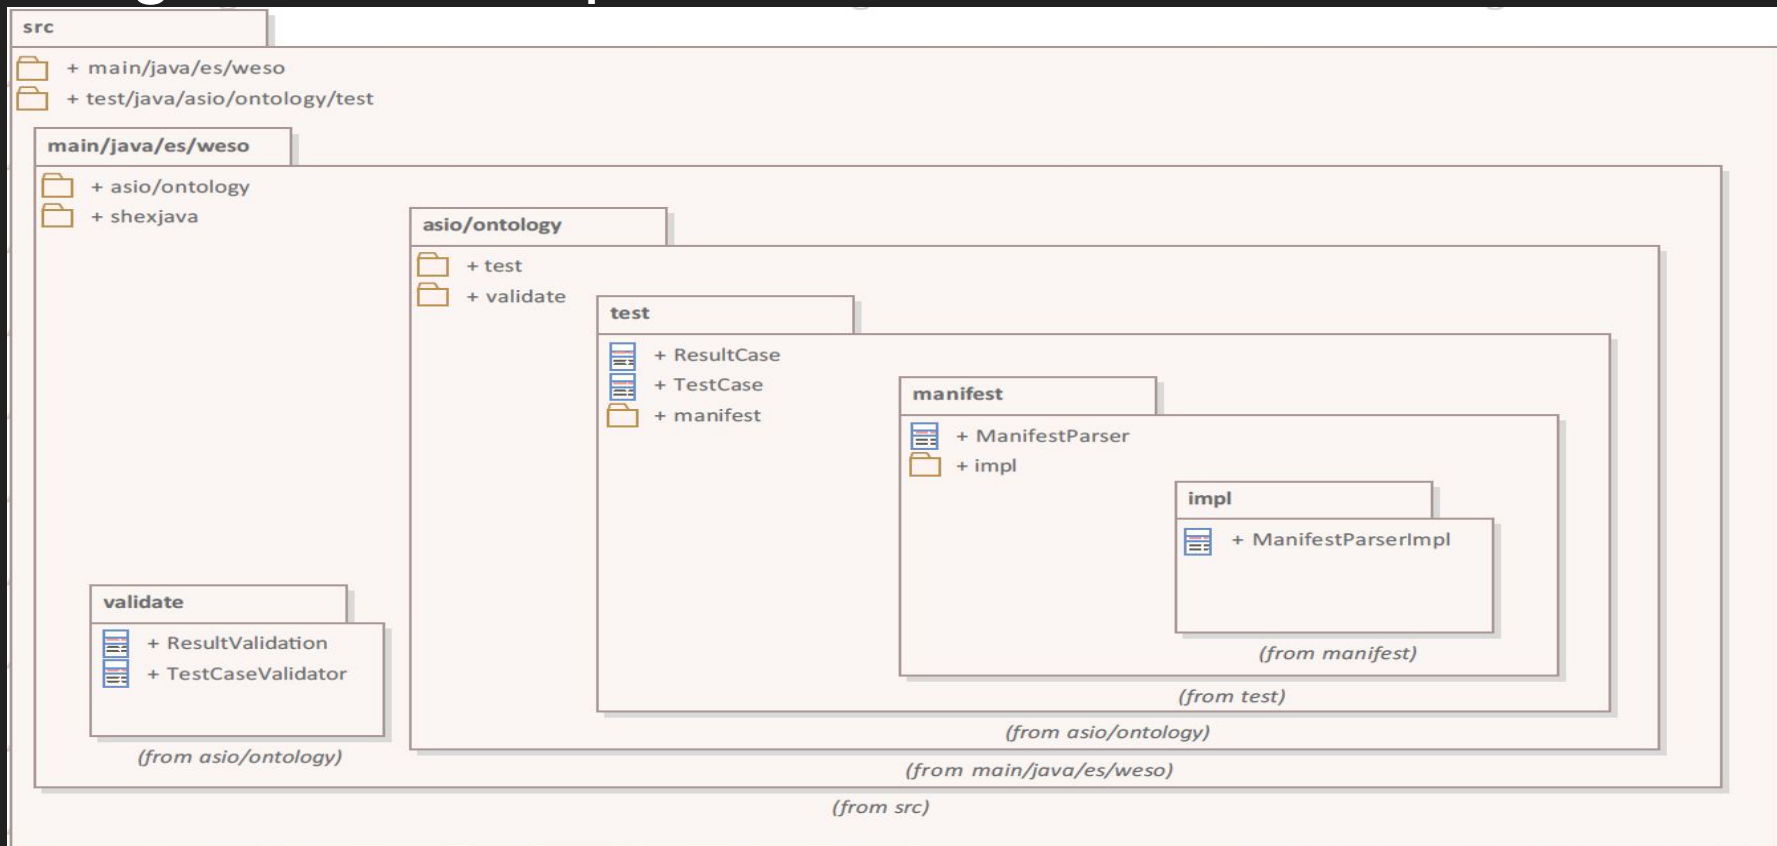 src
+ main/java/es/weso
+ test/java/asio/ontology/test
main/java/es/weso
+ asio/ontology
+ shexjava
asio/ontology
+ test
+ validate
test
+ ResultCase
+ TestCase
+ manifest
manifest
+ ManifestParser
+ impl
impl
+ ManifestParserImpl
(from manifest)
(from test)
(from asio/ontology)
(from main/java/es/weso)
validate
+ ResultValidation
+ TestCaseValidator
(from asio/ontology)
(from src)